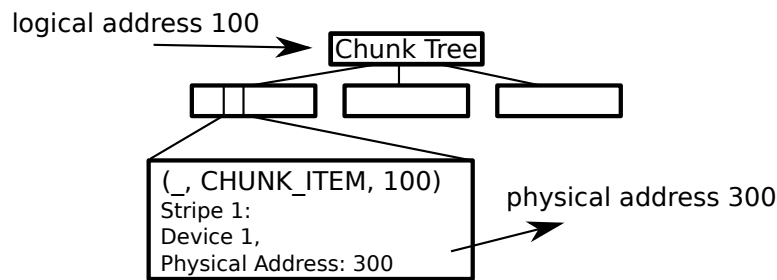 logical address 100
Chunk Tree
(_, CHUNK_ITEM, 100)
Stripe 1:
Device 1,
Physical Address: 300
physical address 300